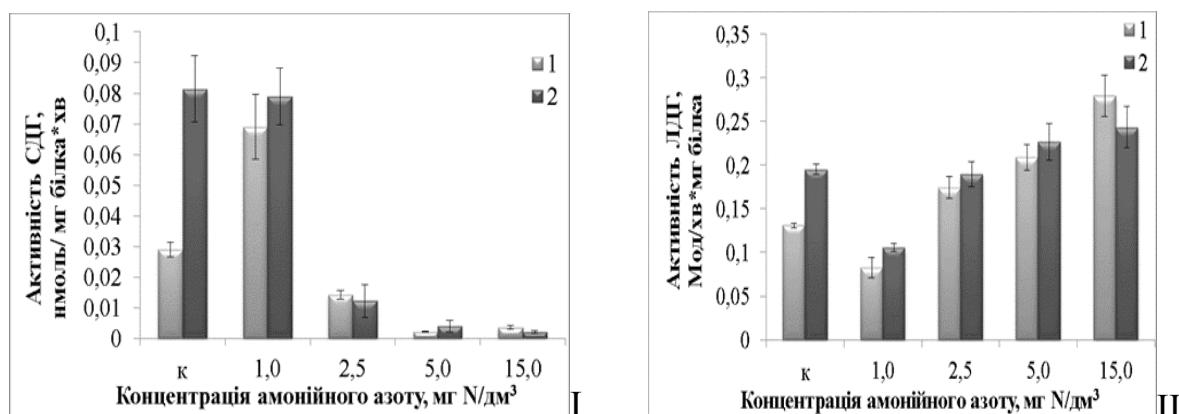 Активність СДГ,
нмоль/ мг білка*хв
0,1
0,09
0,08
0,07
0,06
0,05
0,04
0,03
0,02
0,01
0
1
2
к 1,0 2,5 5,0 15,0
Концентрація амонійного азоту, мг N/дм³
I
Активність ЛДГ,
Мод/хв*мг білка
0,35
0,3
0,25
0,2
0,15
0,1
0,05
0
1
2
к 1,0 2,5 5,0 15,0
Концентрація амонійного азоту, мг N/дм³
II